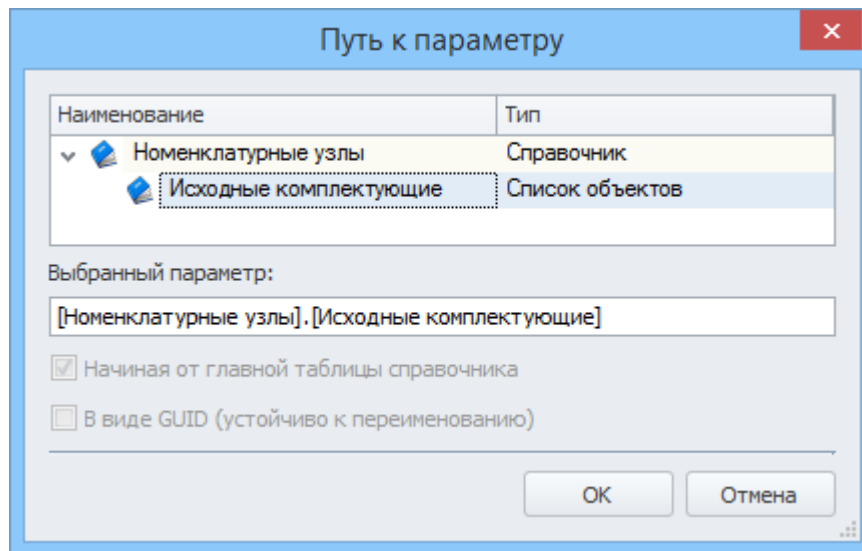 Путь к параметру
Наименование Тип
Номенклатурные узлы Справочник
Исходные комплектующие Список объектов
Выбранный параметр:
[Номенклатурные узлы].[Исходные комплектующие]
Начиная от главной таблицы справочника
В виде GUID (устойчиво к переименованию)
ОК Отмена